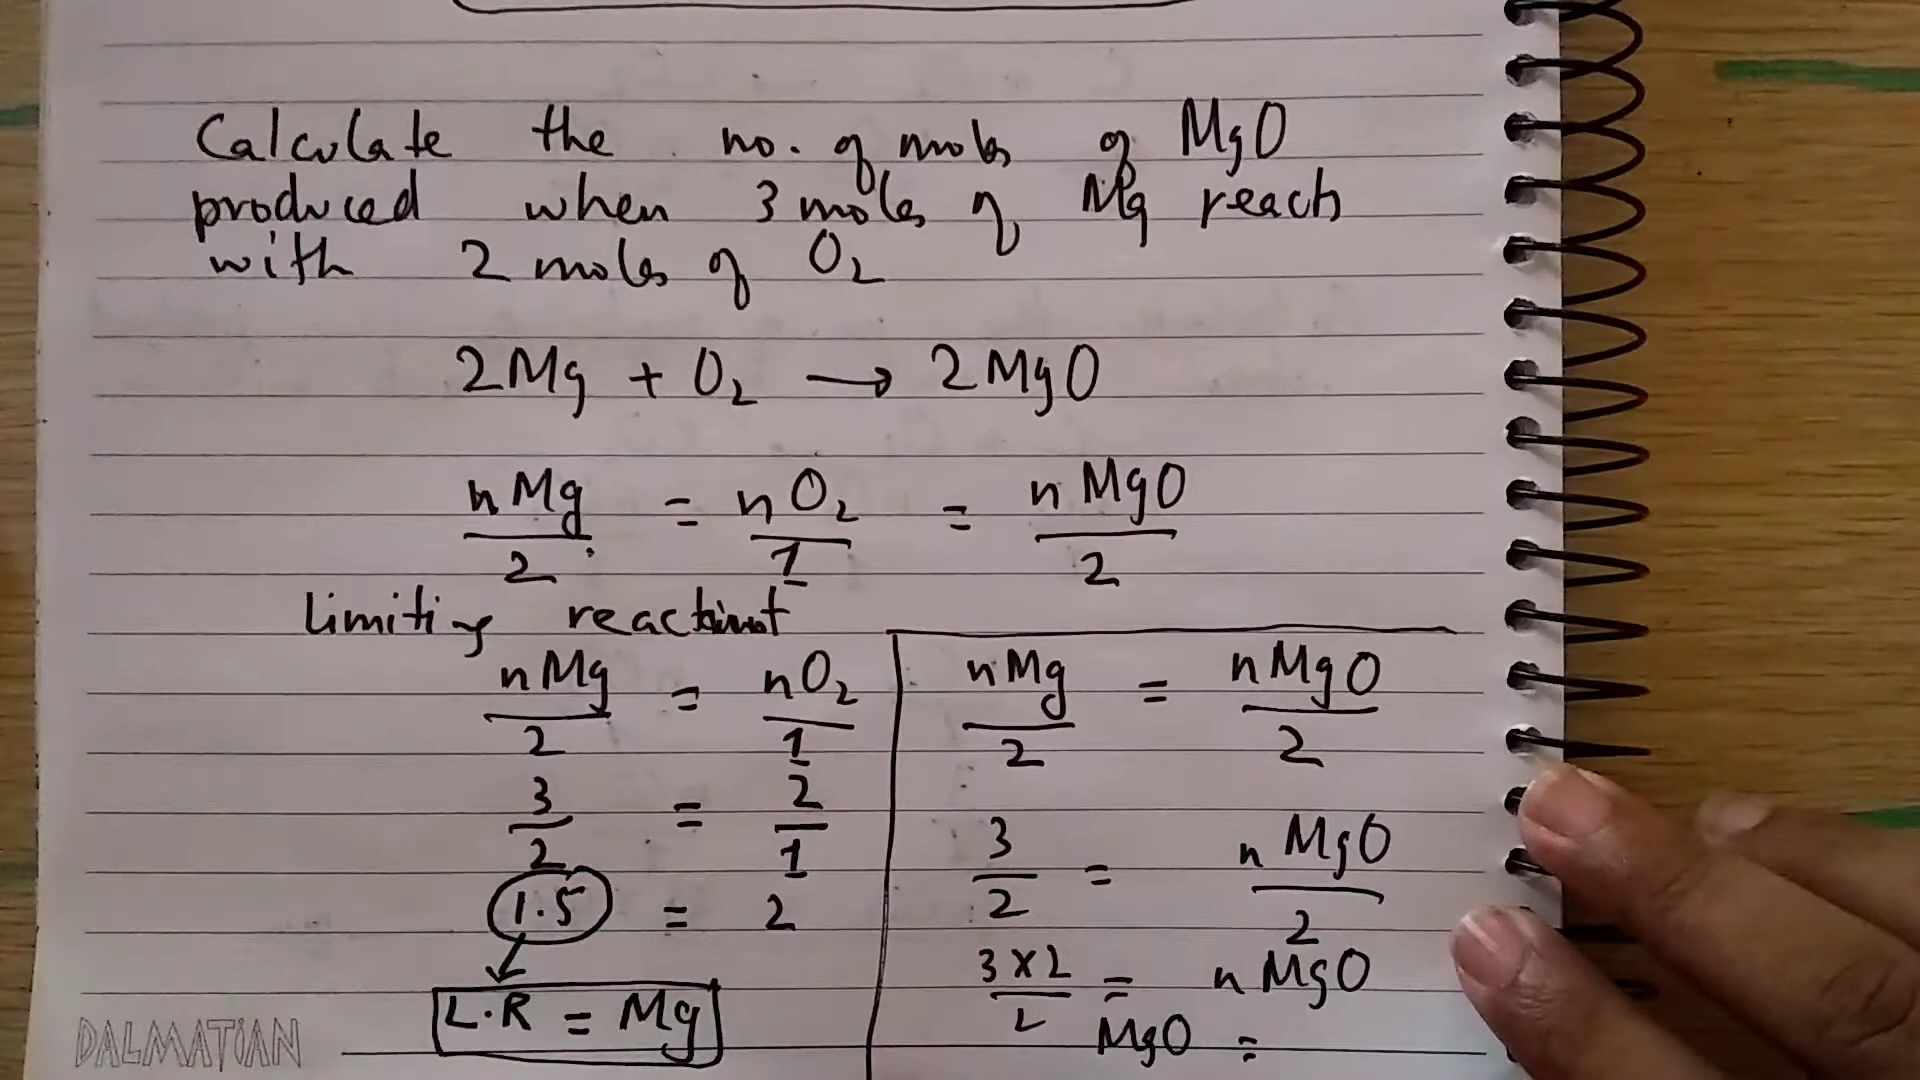 Calculate the no. of moles of MgO
produced when 3 moles of Mg reach
with 2 moles of O₂
2Mg + O₂ → 2MgO
nMg/2 = nO₂/1 = nMgO/2
Limiting reactant
nMg/2 = nO₂/1
3/2 = 2/1
1.5 = 2
L.R = Mg
nMg/2 = nMgO/2
3/2 = nMgO/2
3×2/2 = nMgO
MgO =
DALMATIAN